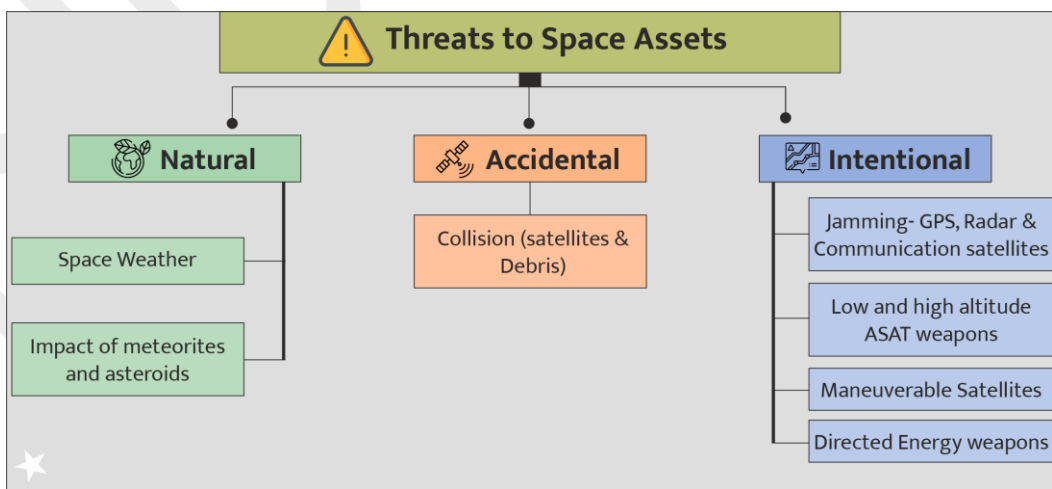 Threats to Space Assets
Natural
Space Weather
Impact of meteorites
and asteroids
Accidental
Collision (satellites &
Debris)
Intentional
Jamming- GPS, Radar &
Communication satellites
Low and high altitude
ASAT weapons
Maneuverable Satellites
Directed Energy weapons